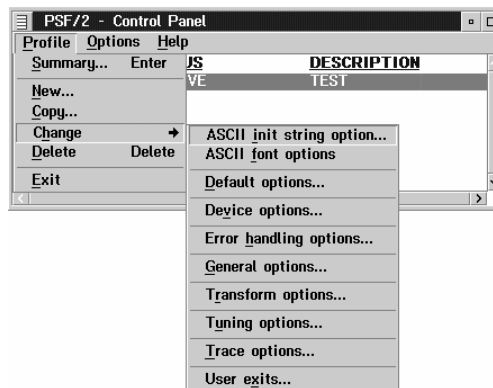 PSF/2 - Control Panel
Profile Options Help
Summary... Enter US DESCRIPTION
VE TEST
New...
Copy...
Change
Delete Delete
Exit
ASCII init string option...
ASCII font options
Default options...
Device options...
Error handling options...
General options...
Transform options...
Tuning options...
Trace options...
User exits...